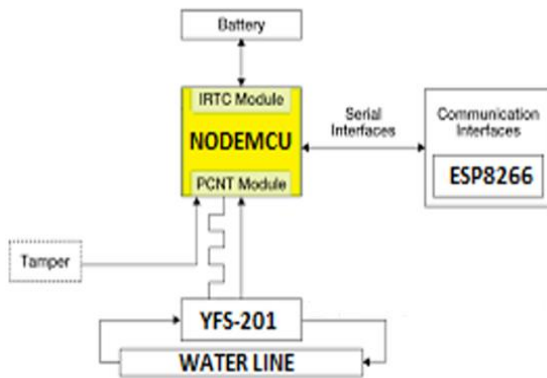 Battery
IRTC Module
NODEMCU
PCNT Module
Serial
Interfaces
Communication
Interfaces
ESP8266
Tamper
YFS-201
WATER LINE